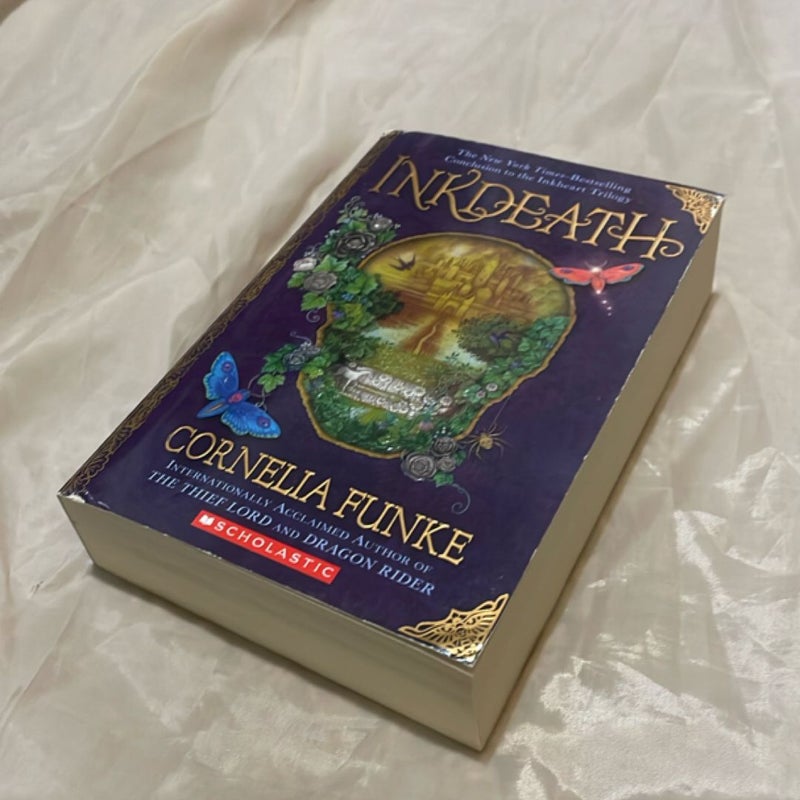 The New York Times-Bestselling
Conclusion to the Inkheart Trilogy
INKDEATH
CORNELIA FUNKE
INTERNATIONALLY ACCLAIMED AUTHOR OF
THE THIEF LORD AND DRAGON RIDER
SCHOLASTIC